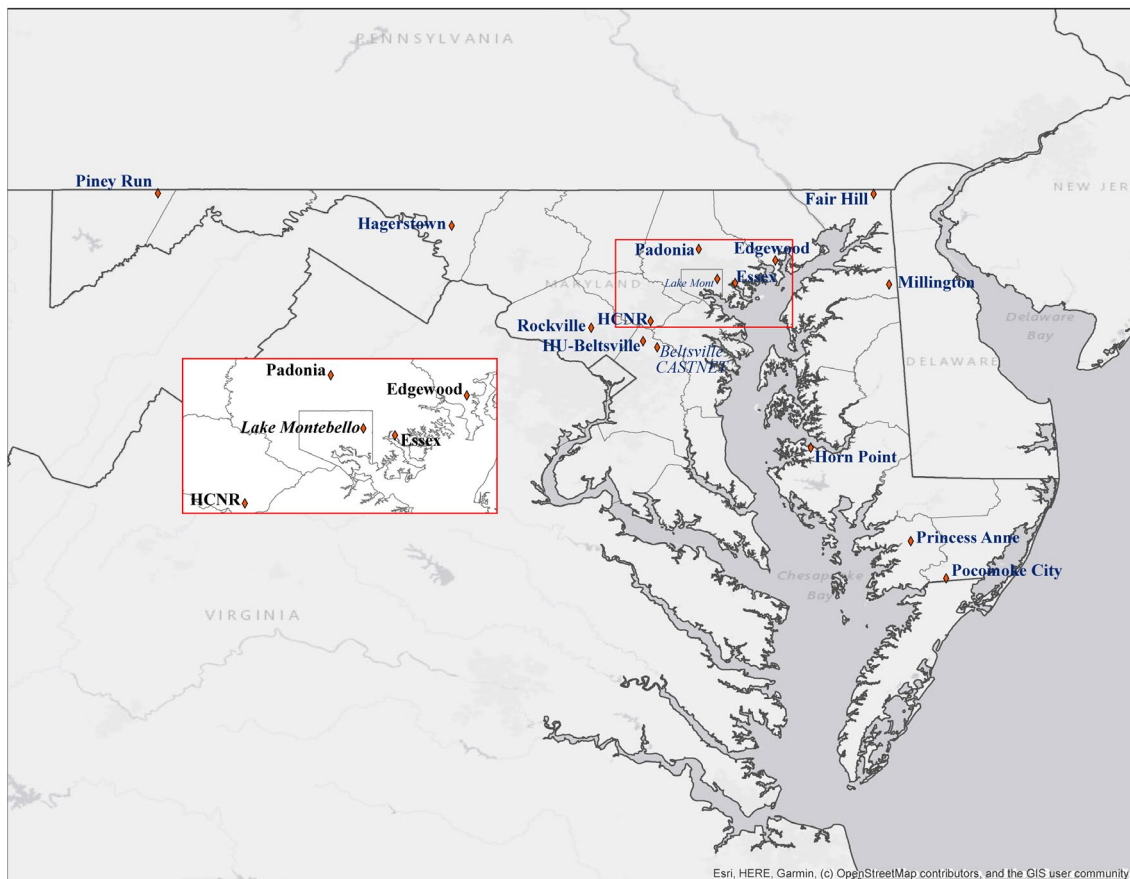 PENNSYLVANIA
Piney Run
Fair Hill
NEW JER
Hagerstown
Padonia
Edgewood
Lake Mont
Essex
MARYLAND
Millington
Rockville
HCNR
Delaware
Bay
HU-Beltsville
Beltsville
CASTNET
DELAWARE
Padonia
Edgewood
Lake Montebello
Essex
HCNR
Horn Point
Princess Anne
Pocomoke City
Chesapeake
Bay
VIRGINIA
Esri, HERE, Garmin, (c) OpenStreetMap contributors, and the GIS user community